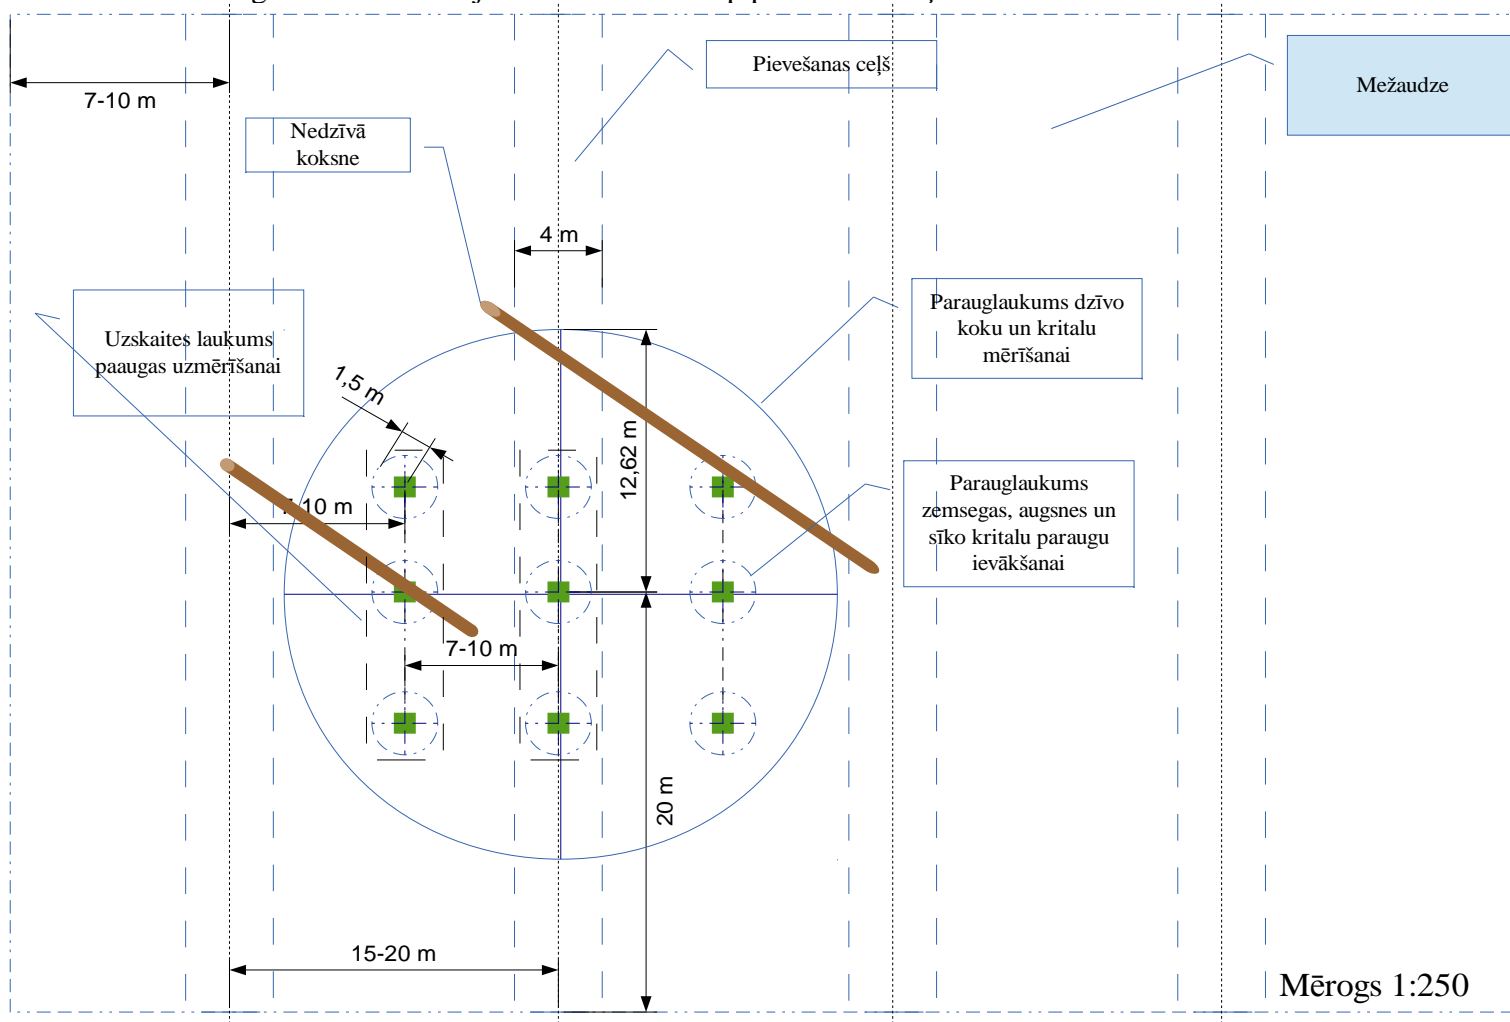 Pievešanas ceļš
Mežaudze
7-10 m
Nedzīvā
koksne
4 m
Parauglaukums dzīvo
koku un kritalu
mērīšanai
Uzskaites laukums
paaugas uzmērīšanai
1,5 m
12,62 m
Parauglaukums
zemsegas, augsnes un
sīko kritalu paraugu
ievākšanai
7-10 m
7-10 m
20 m
15-20 m
Mērogs 1:250